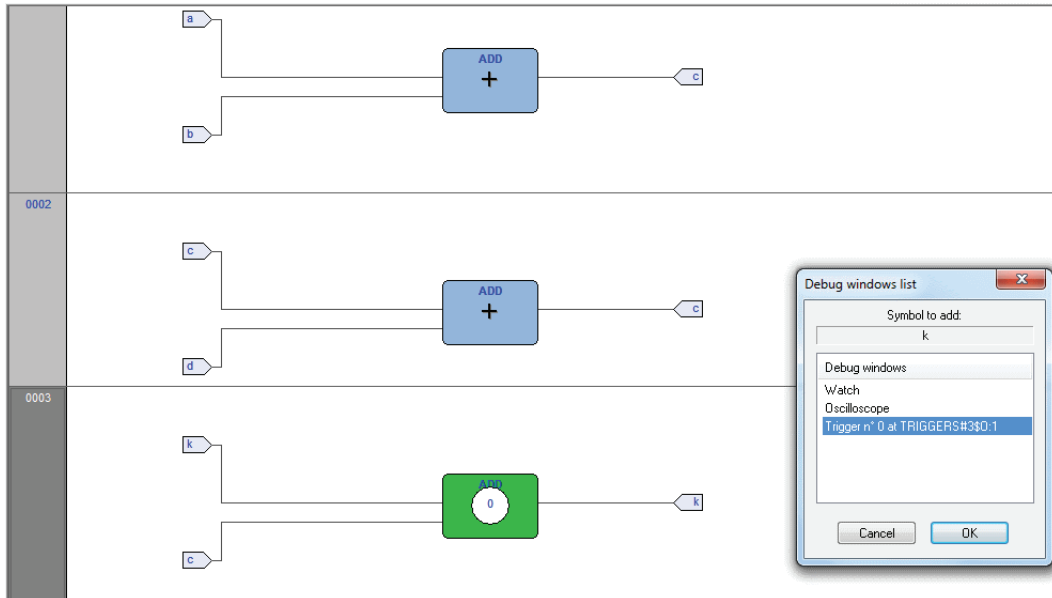 a
ADD
+
c
b
0002
c
ADD
+
c
d
0003
k
ADD
0
k
c
Debug windows list
Symbol to add:
k
Debug windows
Watch
Oscilloscope
Trigger n° 0 at TRIGGERS#3$0:1
Cancel OK